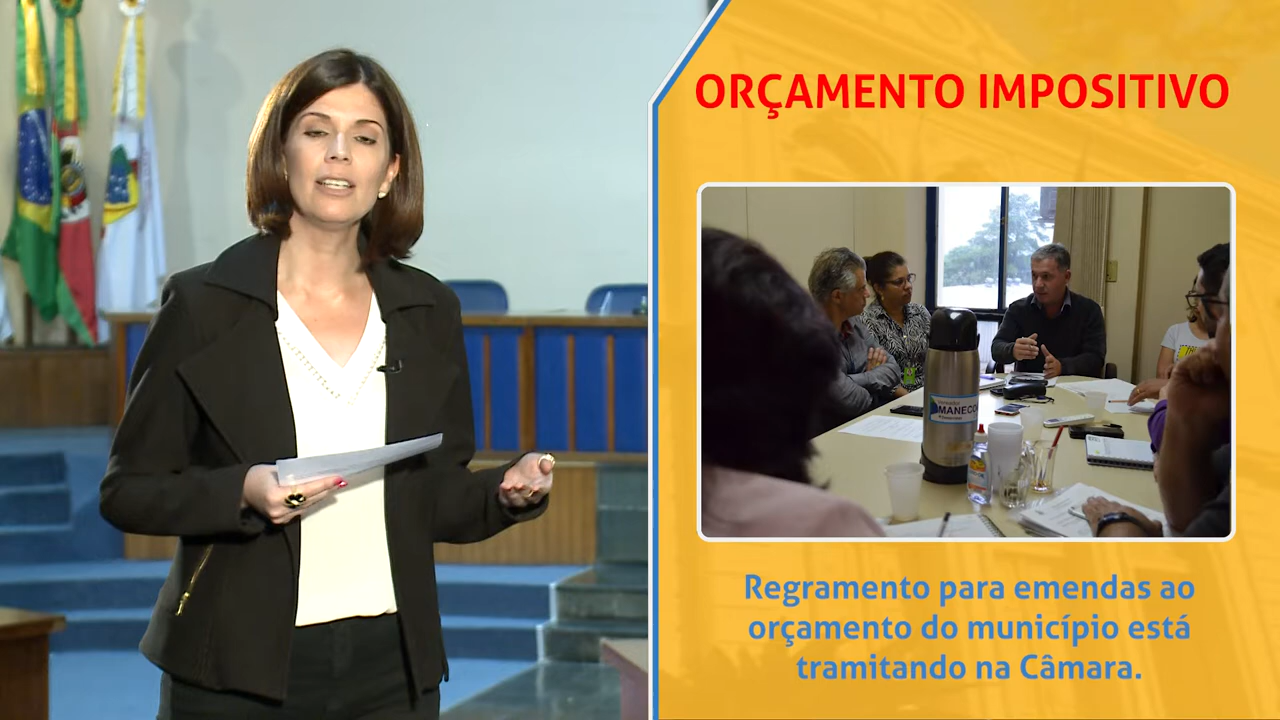 ORÇAMENTO IMPOSITIVO
MANECO
Regramento para emendas ao
orçamento do município está
tramitando na Câmara.